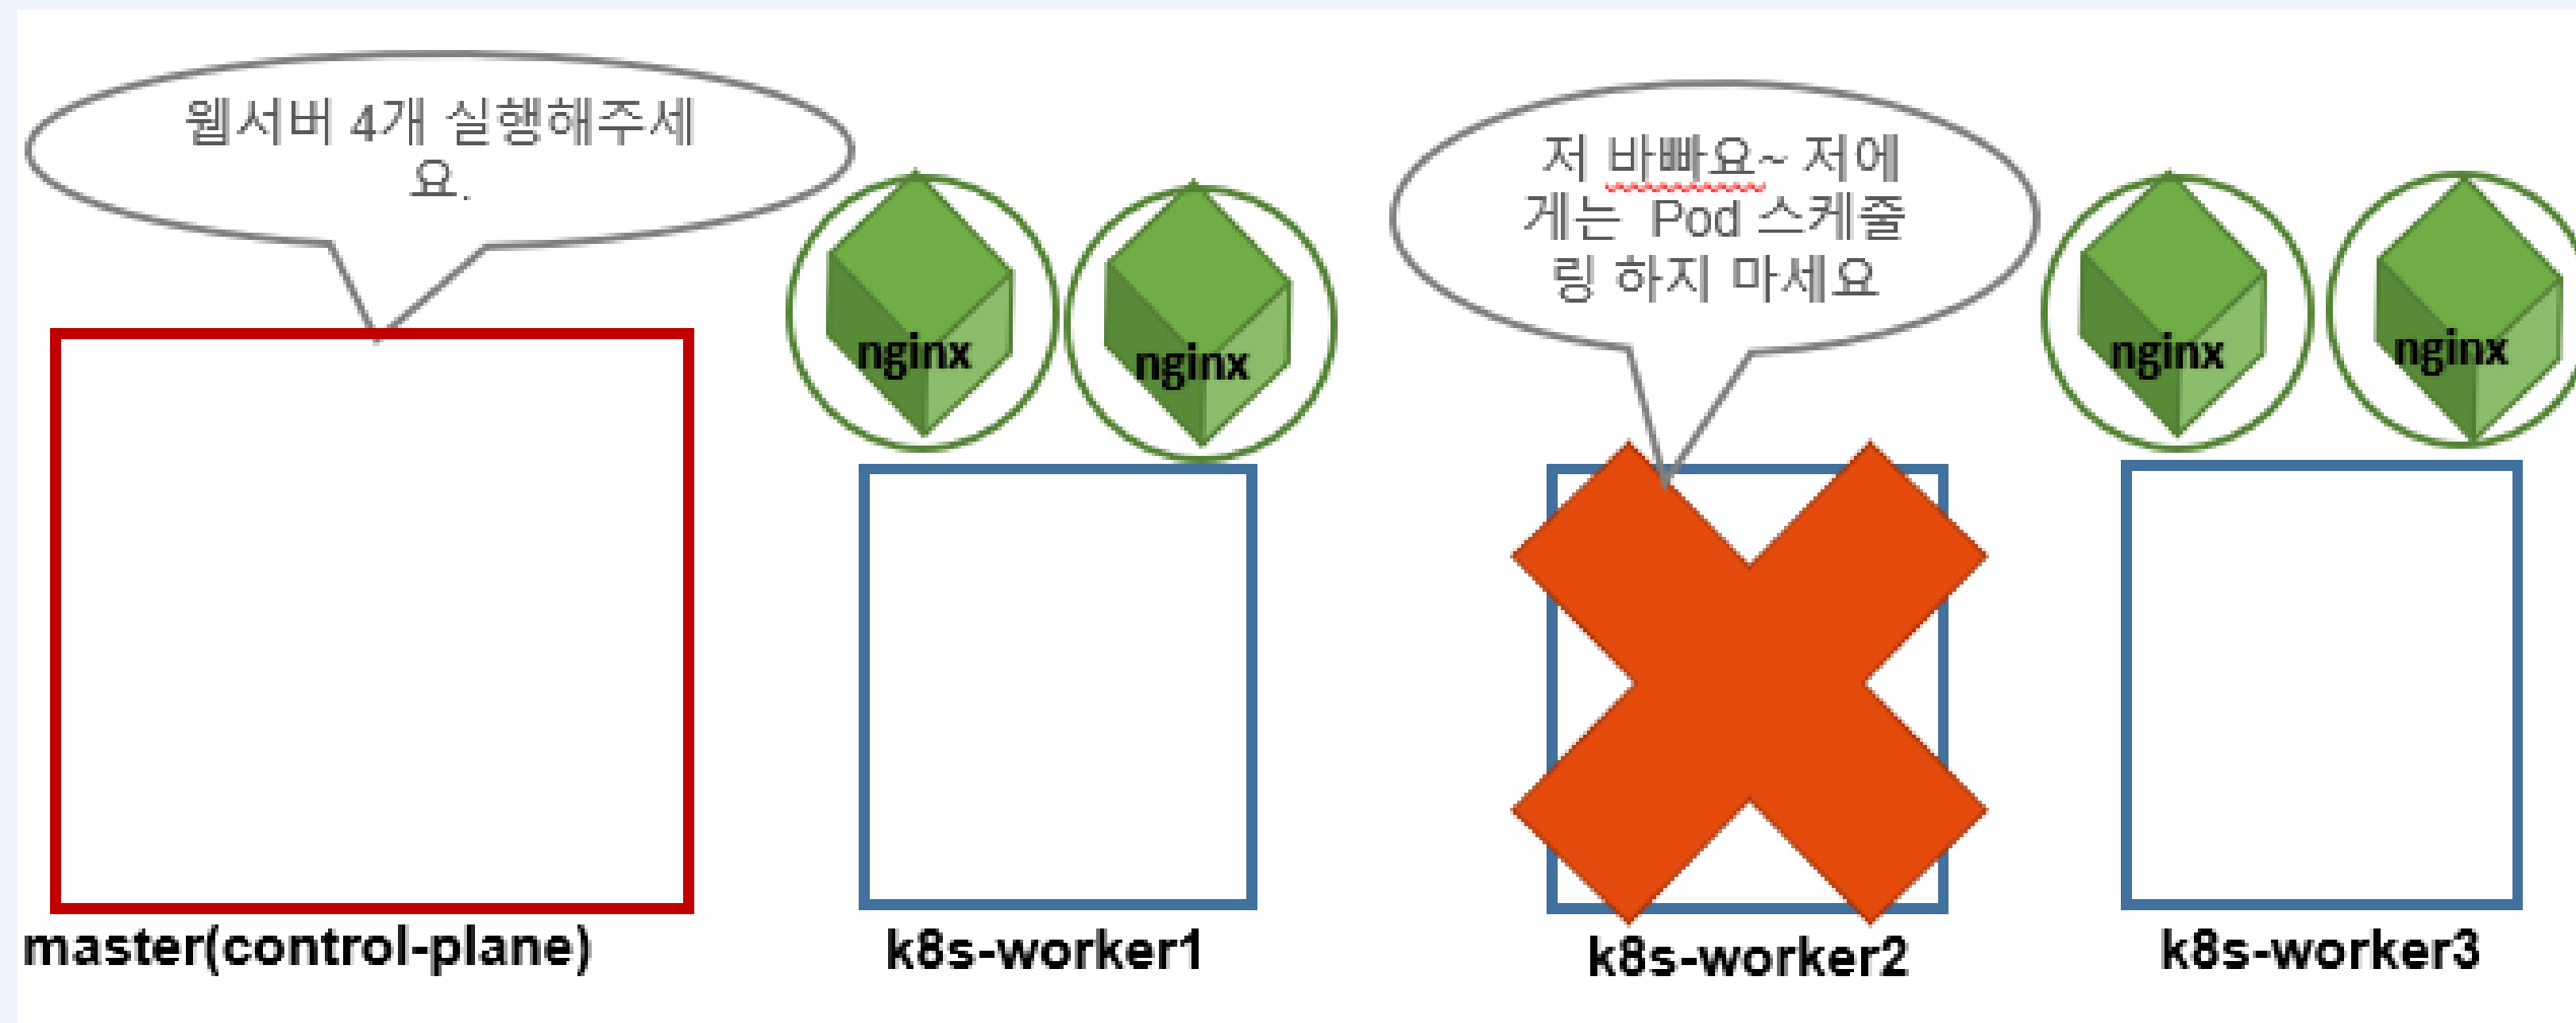 웹서버 4개 실행해주세
요.
nginx
nginx
저 바빠요~ 저에
게는 Pod 스케줄
링 하지 마세요
nginx
nginx
master(control-plane)
k8s-worker1
k8s-worker2
k8s-worker3